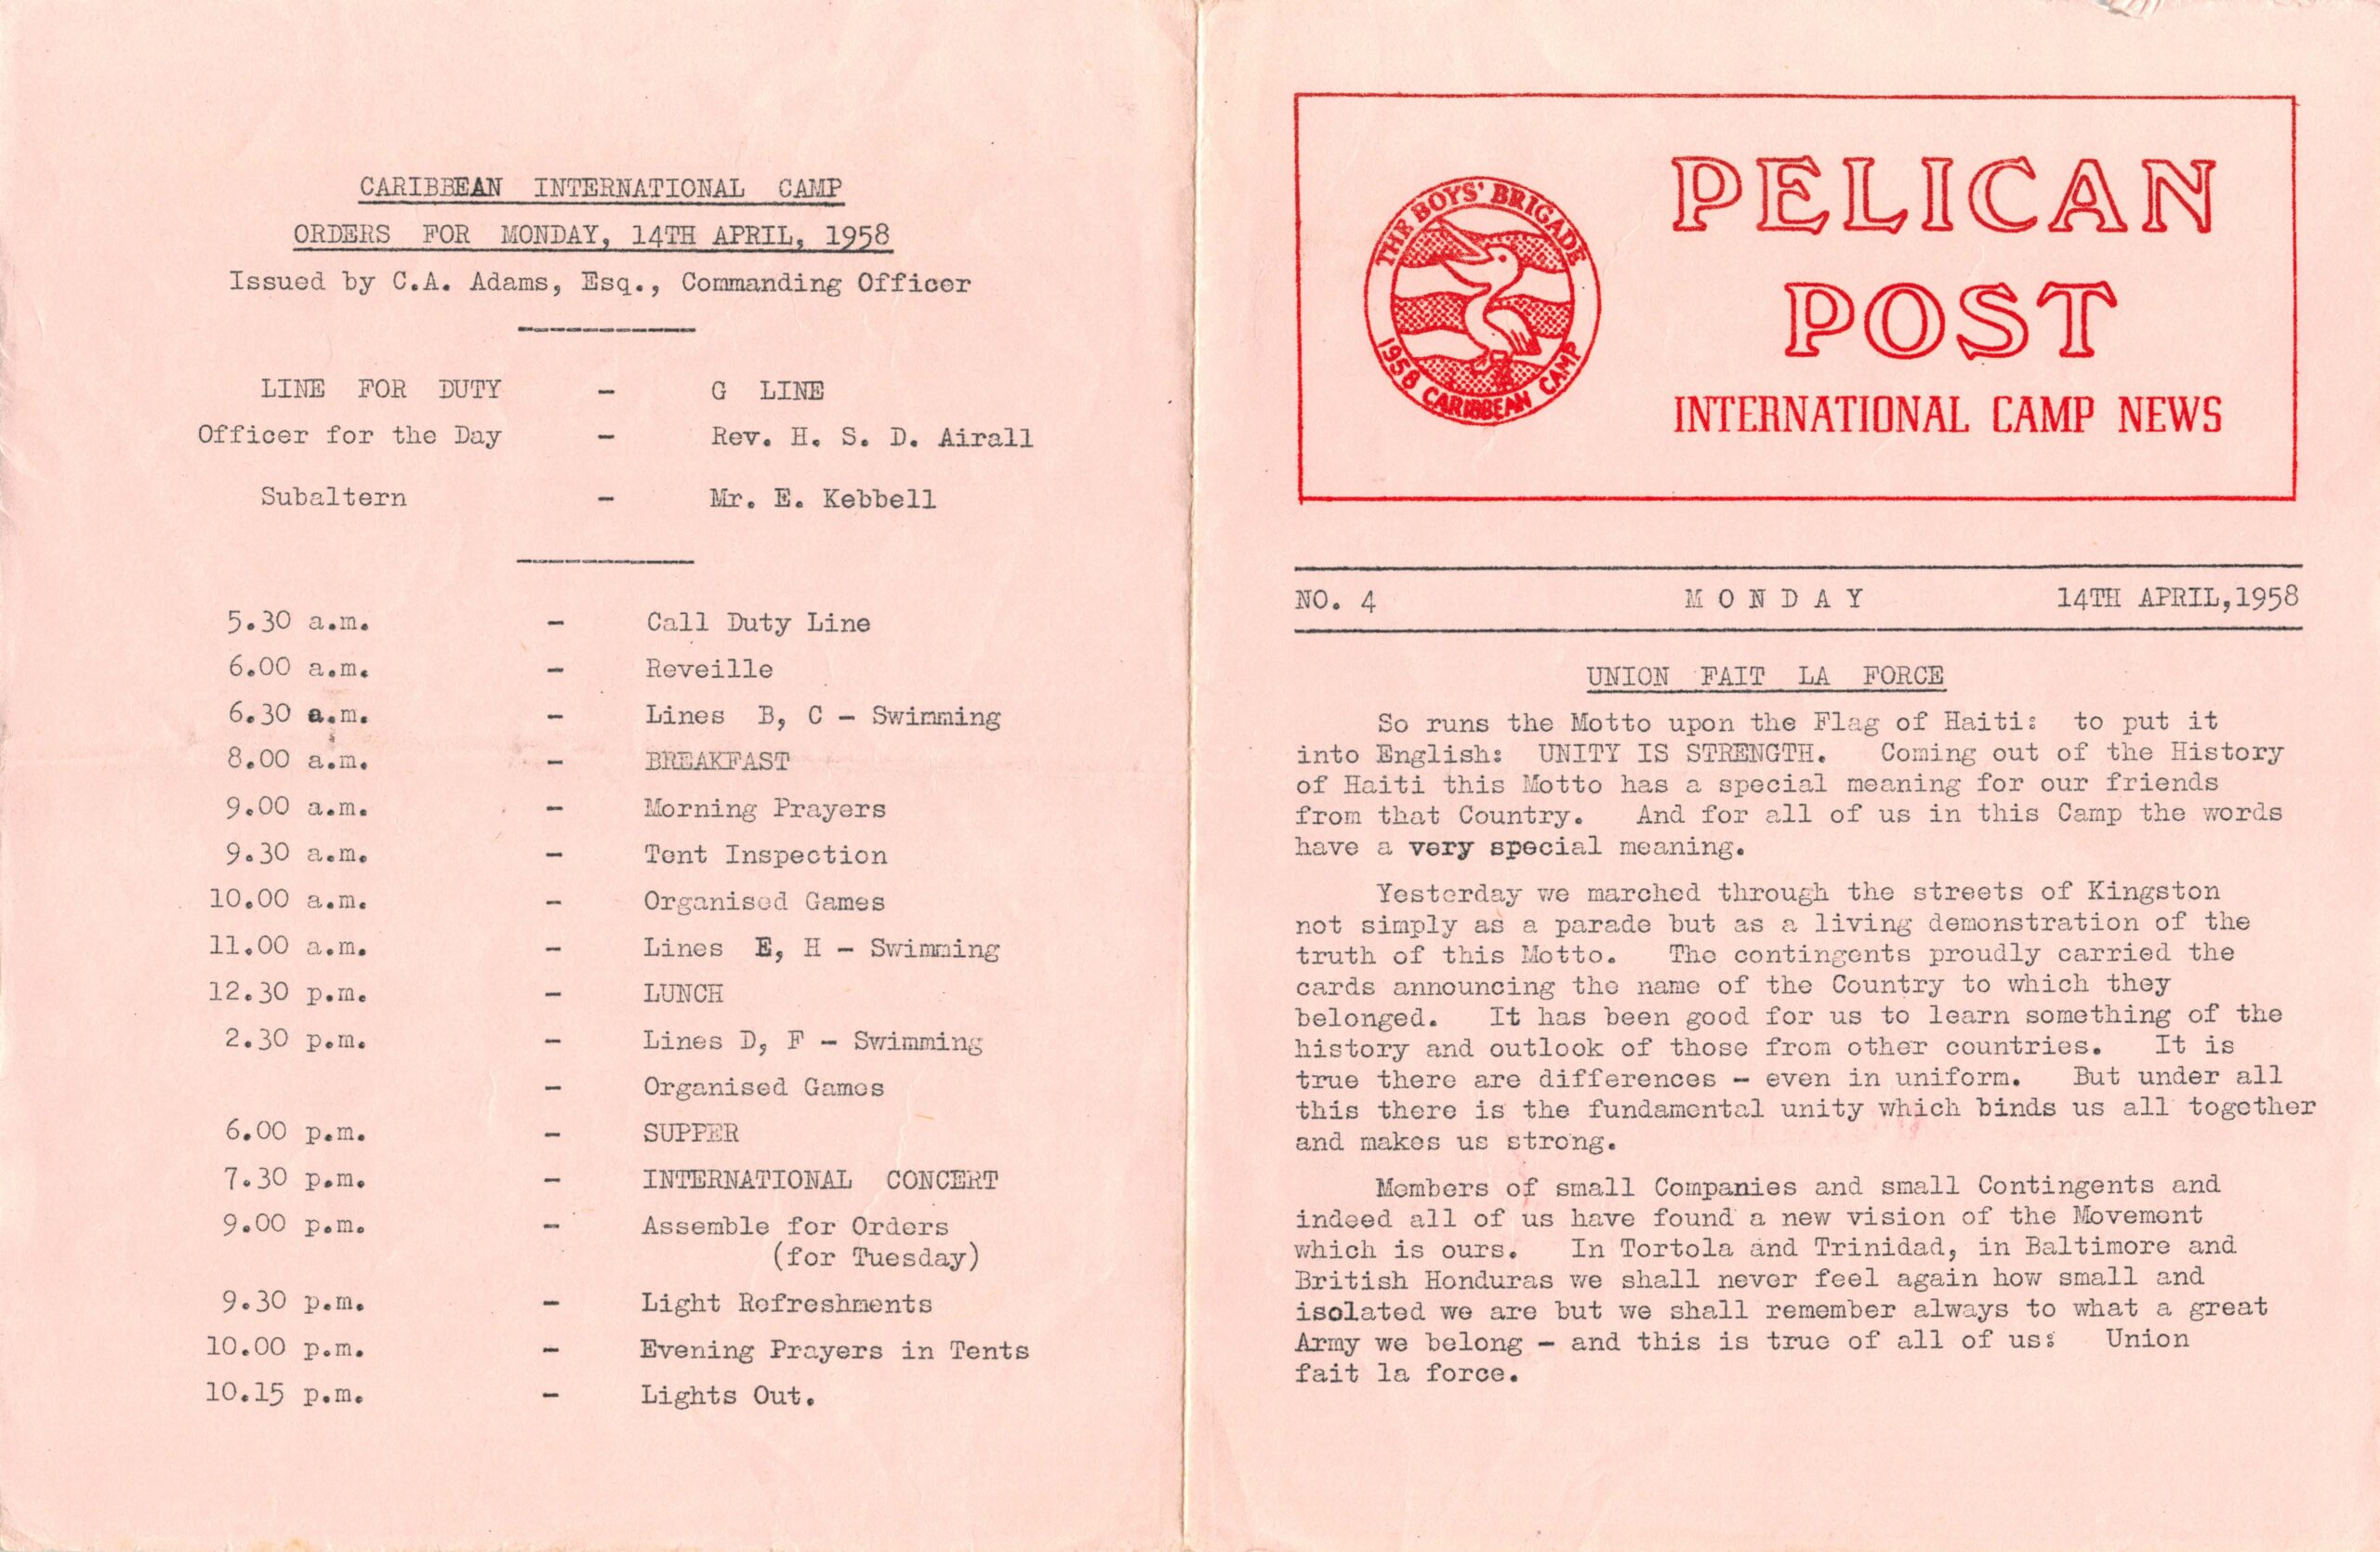 CARIBBEAN INTERNATIONAL CAMP
ORDERS FOR MONDAY, 14TH APRIL, 1958
Issued by C.A. Adams, Esq., Commanding Officer
LINE FOR DUTY - G LINE
Officer for the Day - Rev. H. S. D. Airall
Subaltern - Mr. E. Kebbell
5.30 a.m. - Call Duty Line
6.00 a.m. - Reveille
6.30 a.m. - Lines B, C - Swimming
8.00 a.m. - BREAKFAST
9.00 a.m. - Morning Prayers
9.30 a.m. - Tent Inspection
10.00 a.m. - Organised Games
11.00 a.m. - Lines E, H - Swimming
12.30 p.m. - LUNCH
2.30 p.m. - Lines D, F - Swimming
- Organised Games
6.00 p.m. - SUPPER
7.30 p.m. - INTERNATIONAL CONCERT
9.00 p.m. - Assemble for Orders
(for Tuesday)
9.30 p.m. - Light Refreshments
10.00 p.m. - Evening Prayers in Tents
10.15 p.m. - Lights Out.
THE BOYS' BRIGADE
1958 CARIBBEAN CAMP
PELICAN
POST
INTERNATIONAL CAMP NEWS
NO. 4 MONDAY 14TH APRIL,1958
UNION FAIT LA FORCE
So runs the Motto upon the Flag of Haiti: to put it
into English: UNITY IS STRENGTH. Coming out of the History
of Haiti this Motto has a special meaning for our friends
from that Country. And for all of us in this Camp the words
have a very special meaning.
Yesterday we marched through the streets of Kingston
not simply as a parade but as a living demonstration of the
truth of this Motto. The contingents proudly carried the
cards announcing the name of the Country to which they
belonged. It has been good for us to learn something of the
history and outlook of those from other countries. It is
true there are differences - even in uniform. But under all
this there is the fundamental unity which binds us all together
and makes us strong.
Members of small Companies and small Contingents and
indeed all of us have found a new vision of the Movement
which is ours. In Tortola and Trinidad, in Baltimore and
British Honduras we shall never feel again how small and
isolated we are but we shall remember always to what a great
Army we belong - and this is true of all of us: Union
fait la force.